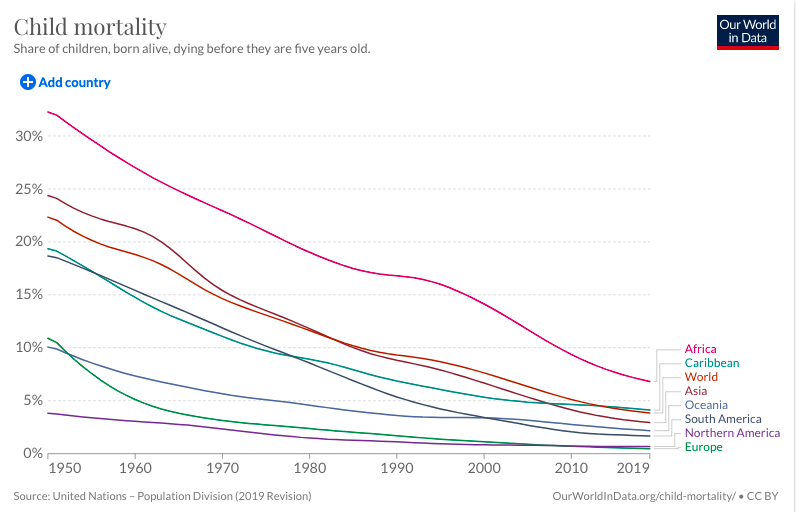 Child mortality
Share of children, born alive, dying before they are five years old.
Our World
in Data
Add country
30%
25%
20%
15%
10%
5%
0%
1950
1960
1970
1980
1990
2000
2010
2019
Africa
Caribbean
World
Asia
Oceania
South America
Northern America
Europe
Source: United Nations – Population Division (2019 Revision)
OurWorldInData.org/child-mortality/ • CC BY